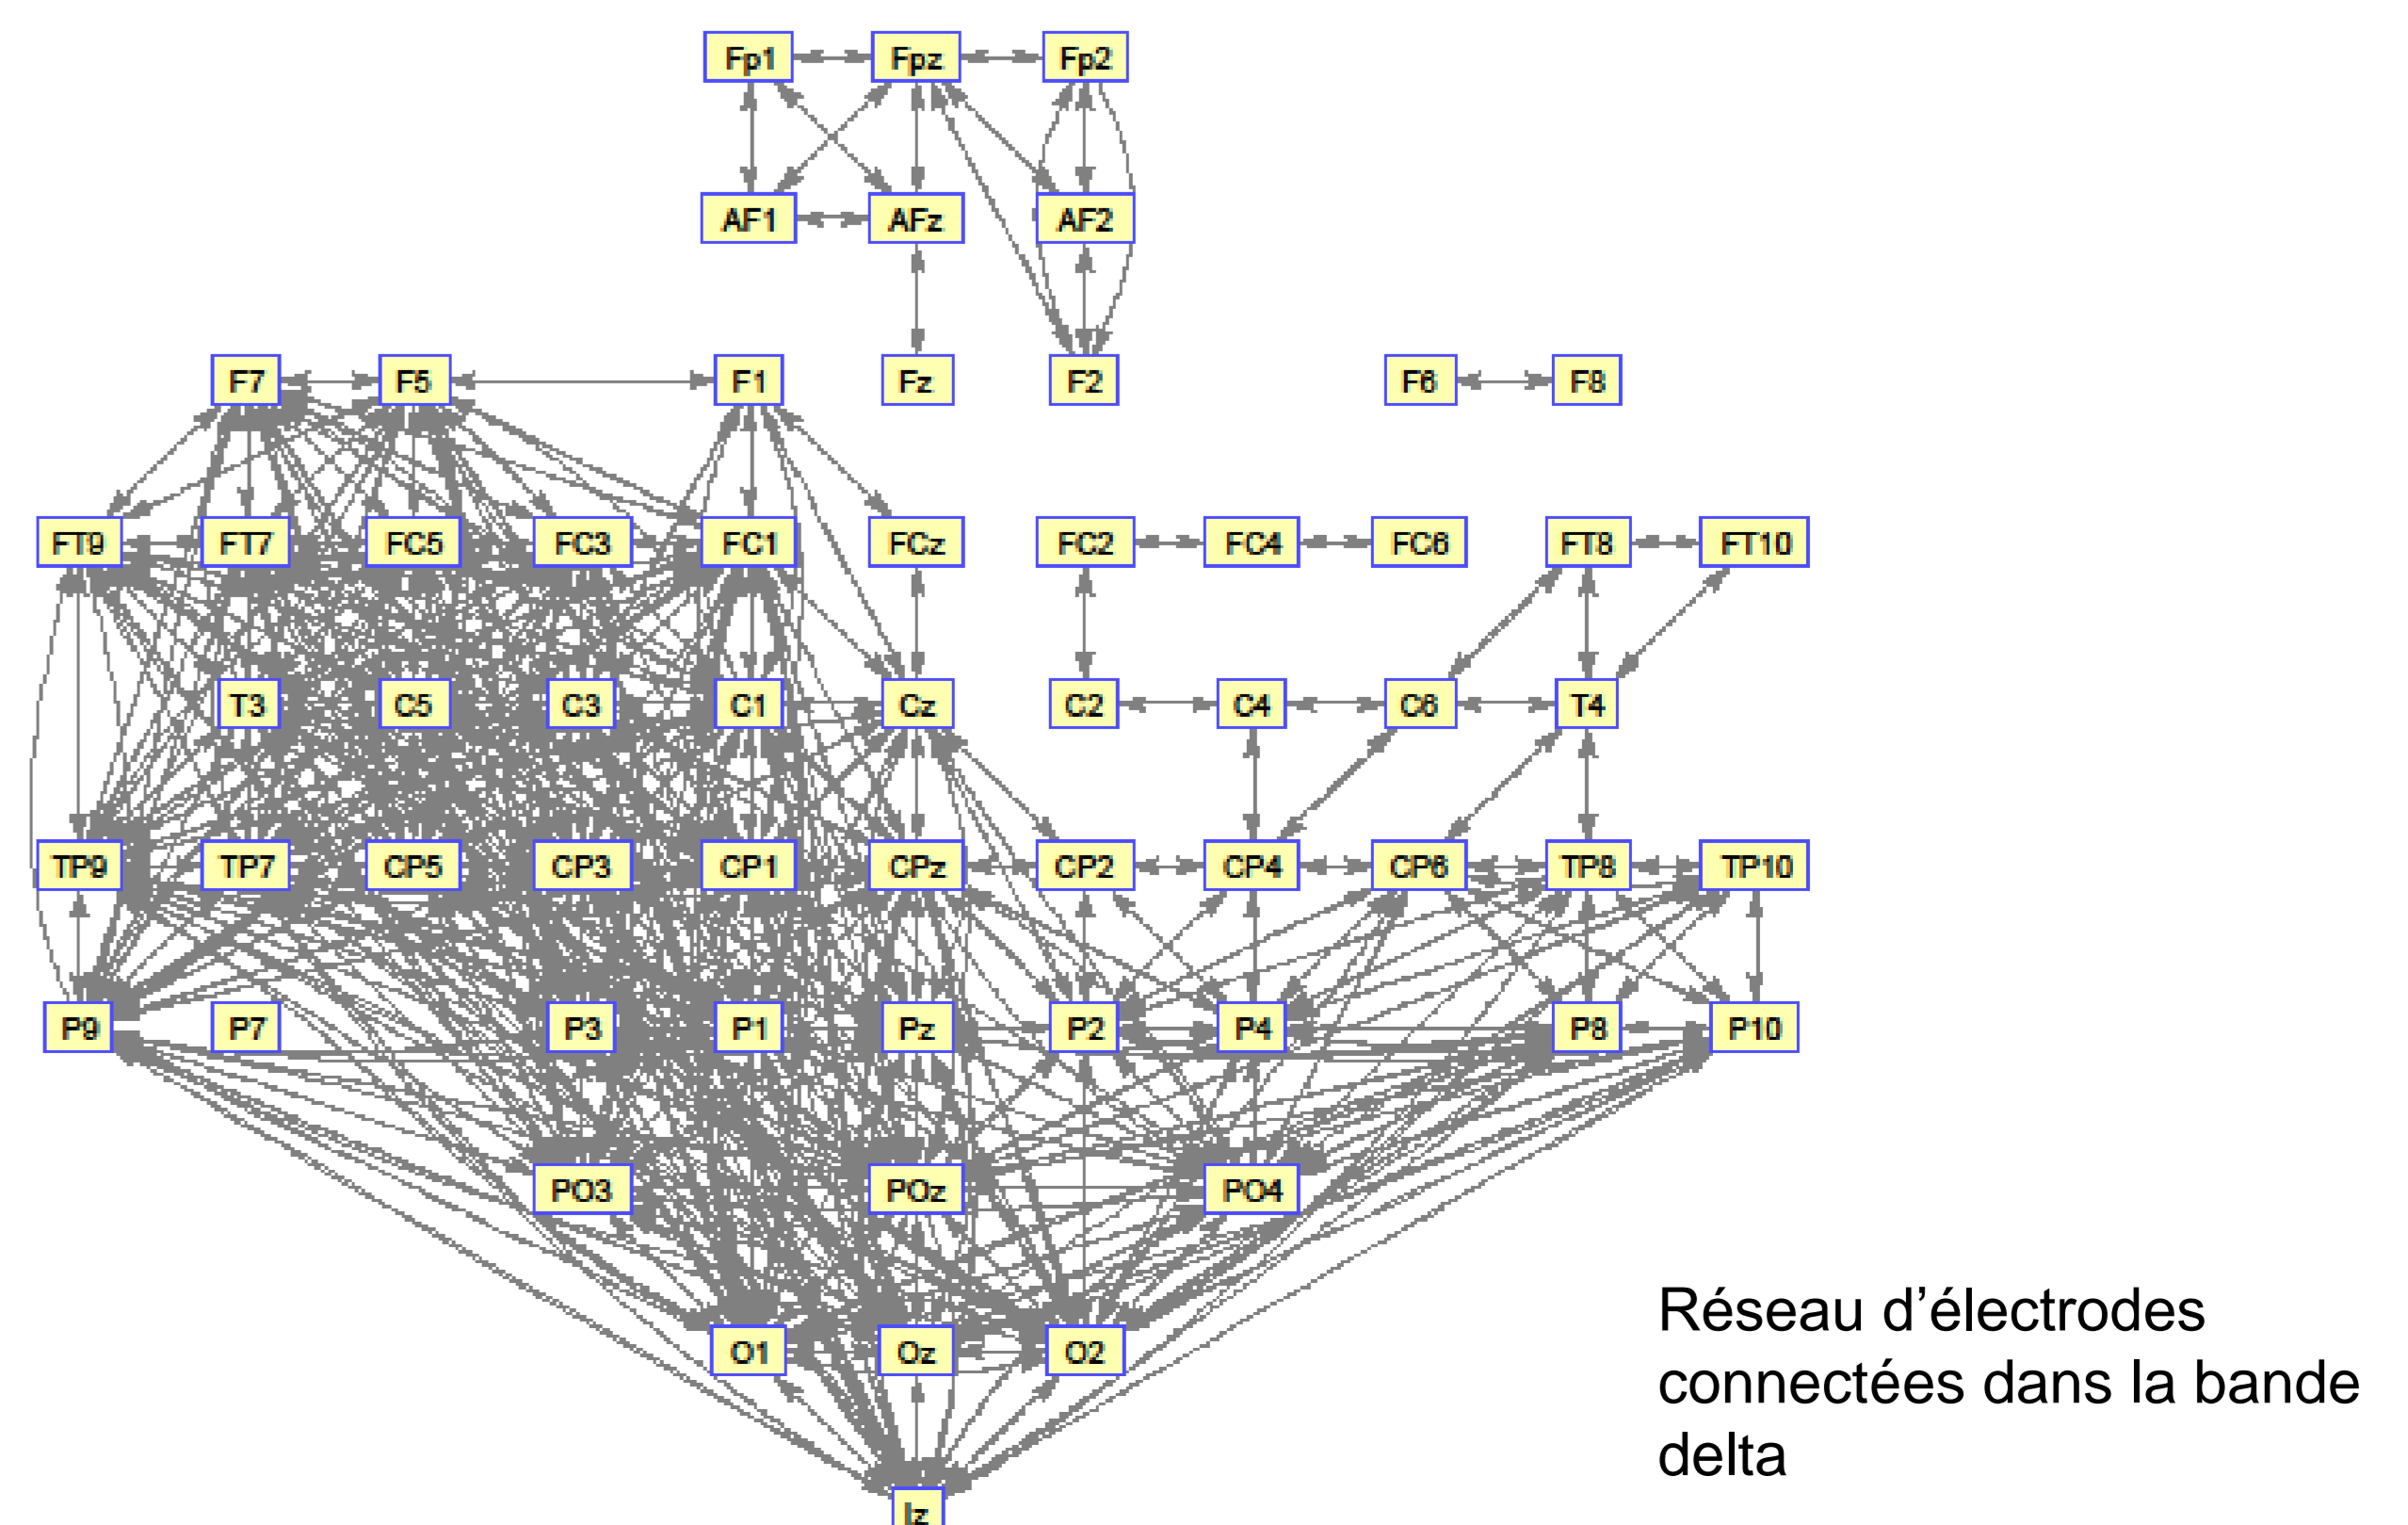 Fp1 Fpz Fp2
AF1 AFz AF2
F7 F5 F1 Fz F2 F6 F8
FT9 FT7 FC5 FC3 FC1 FCz FC2 FC4 FC6 FT8 FT10
T3 C5 C3 C1 Cz C2 C4 C6 T4
TP9 TP7 CP5 CP3 CP1 CPz CP2 CP4 CP6 TP8 TP10
P9 P7 P3 P1 Pz P2 P4 P8 P10
PO3 POz PO4
O1 Oz O2
Iz
Réseau d’électrodes
connectées dans la bande
delta